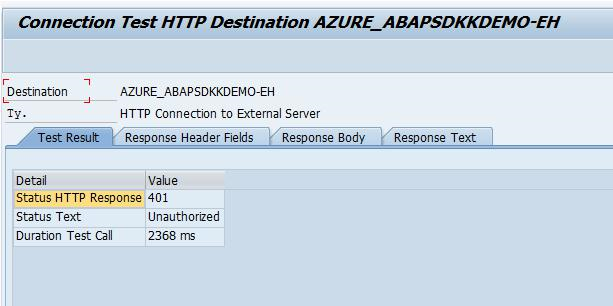 Connection Test HTTP Destination AZURE_ABAPSDKKDEMO-EH
Destination AZURE_ABAPSDKKDEMO-EH
Ty. HTTP Connection to External Server
Test Result Response Header Fields Response Body Response Text
Detail Value
Status HTTP Response 401
Status Text Unauthorized
Duration Test Call 2368 ms